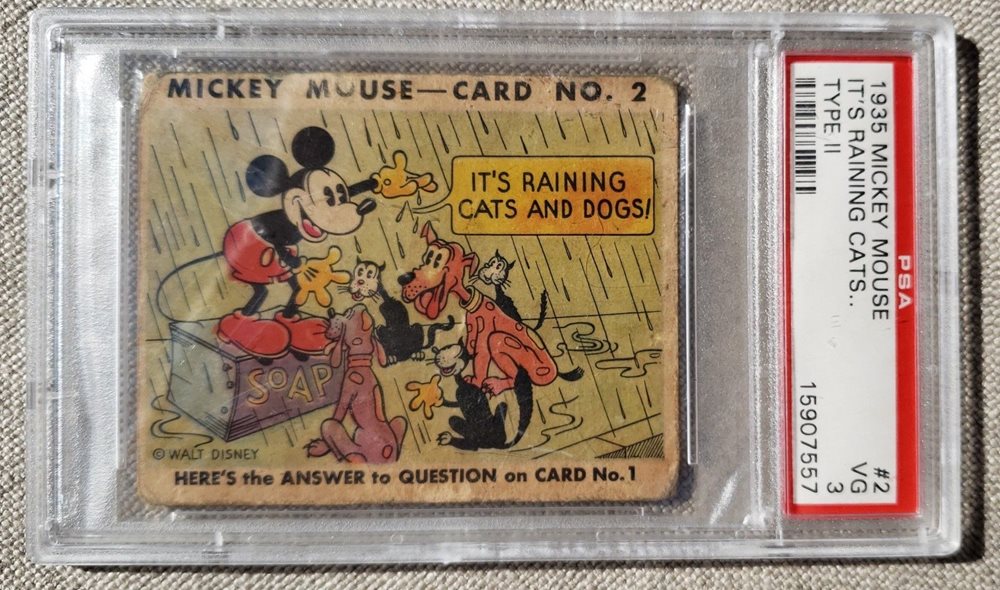 MICKEY MOUSE—CARD NO. 2
IT'S RAINING
CATS AND DOGS!
SOAP
© WALT DISNEY
HERE'S the ANSWER to QUESTION on CARD No. 1
1935 MICKEY MOUSE
IT'S RAINING CATS..
TYPE II
PSA
#2
VG
3
15907557